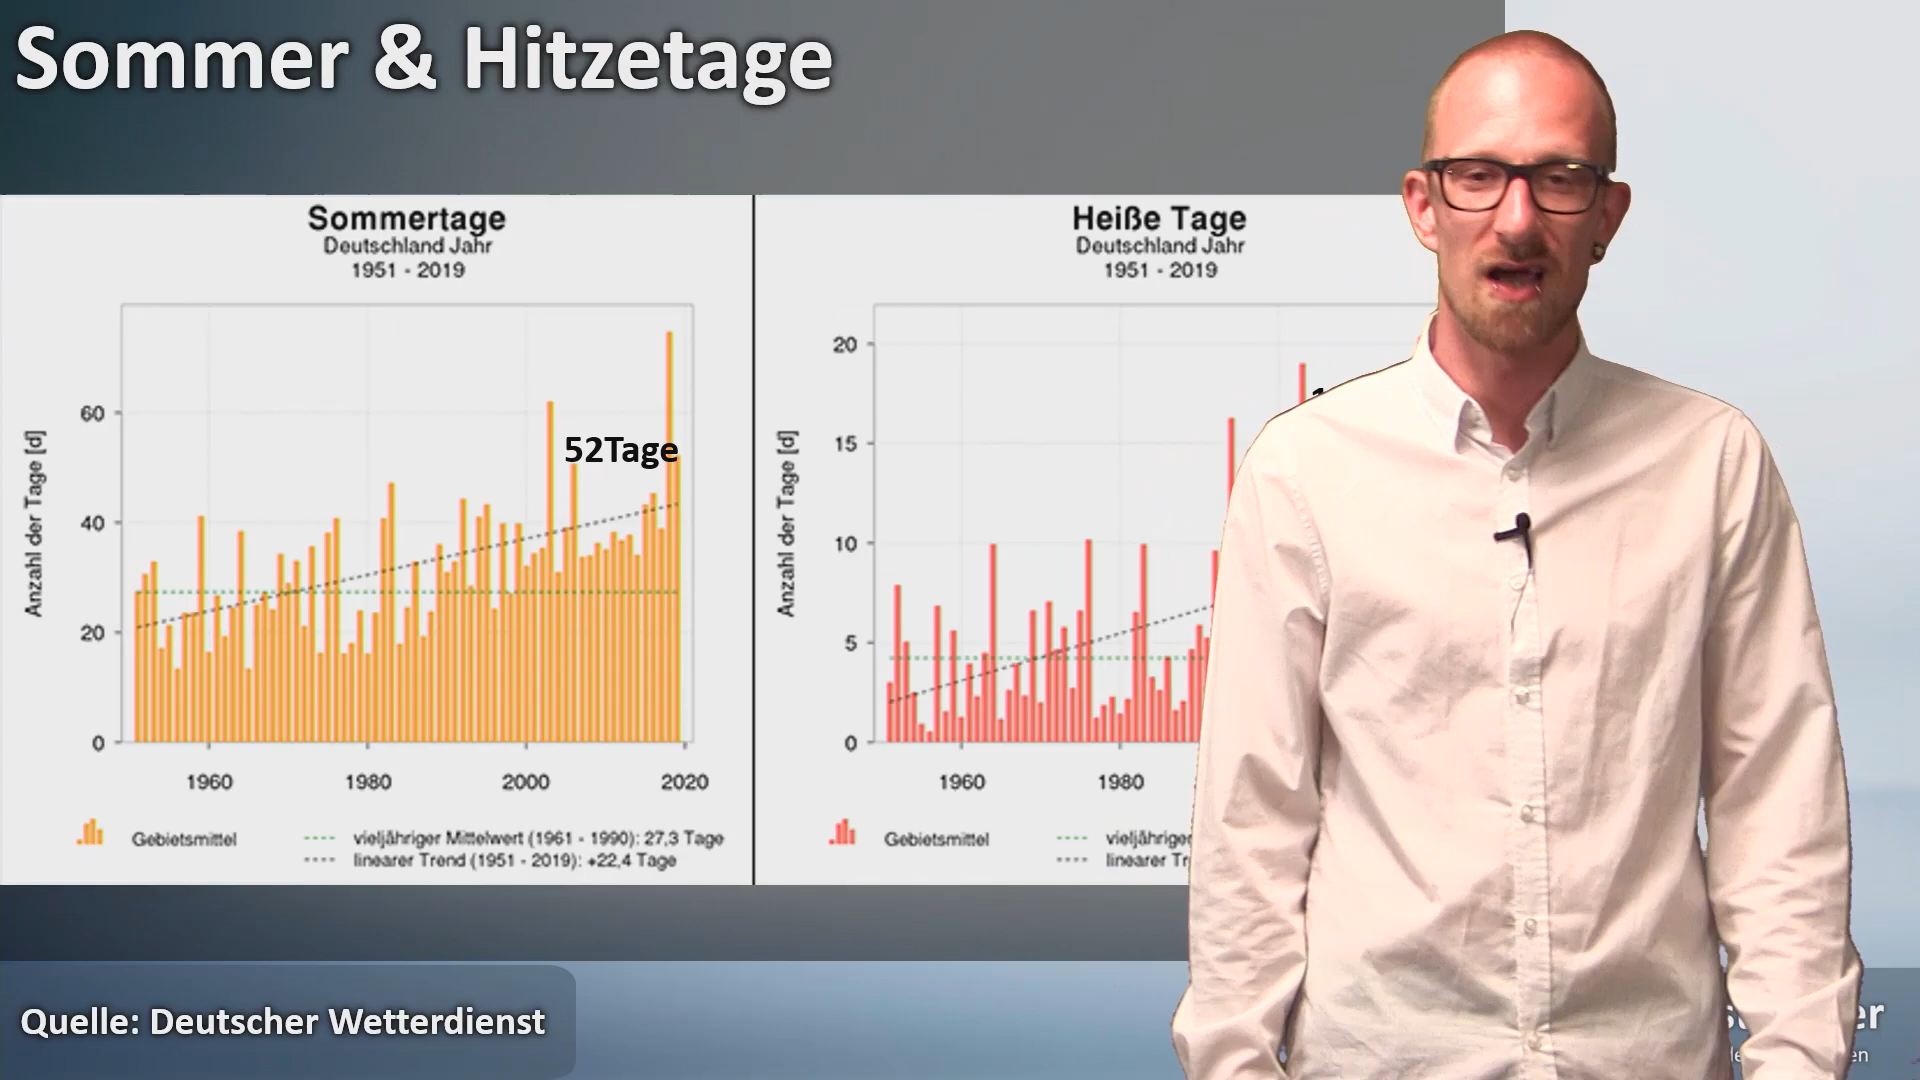 Sommer & Hitzetage
Sommertage
Deutschland Jahr
1951 - 2019
Anzahl der Tage [d]
60
40
20
0
52Tage
1960
1980
2000
2020
Gebietsmittel
vieljähriger Mittelwert (1961 - 1990): 27,3 Tage
linearer Trend (1951 - 2019): +22,4 Tage
Heiße Tage
Deutschland Jahr
1951 - 2019
Anzahl der Tage [d]
20
15
10
5
0
1960
1980
Gebietsmittel
linearer
Quelle: Deutscher Wetterdienst